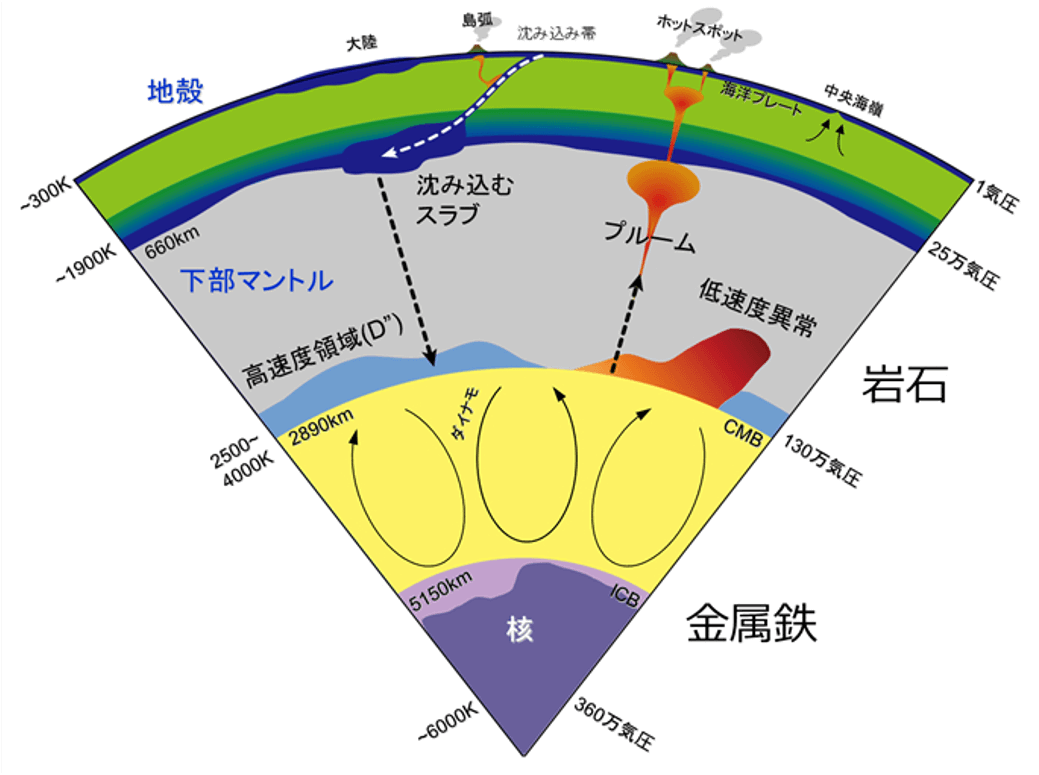 島弧
沈み込み帯
ホットスポット
大陸
地殻
海洋プレート
中央海嶺
~300K
1気圧
沈み込む
スラブ
プルーム
660km
~1900K
25万気圧
下部マントル
低速度異常
高速度領域(D")
岩石
ダイナモ
2890km
CMB
2500~
4000K
130万気圧
5150km
ICB
核
金属鉄
~6000K
360万気圧